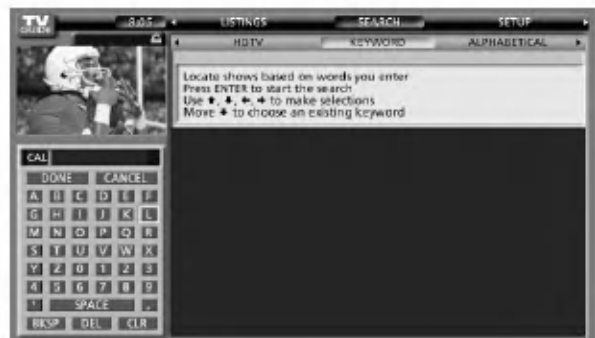 TV GUIDE 8:05 LISTINGS SEARCH SETUP
HDTV KEYWORD ALPHABETICAL
Locate shows based on words you enter
Press ENTER to start the search
Use ↑, ↓, ←, → to make selections
Move ↓ to choose an existing keyword
CAL
DONE CANCEL
A B C D E F
G H I J K L
M N O P Q R
S T U V W X
Y Z 0 1 2 3
4 5 6 7 8 9
' SPACE .
BKSP DEL CLR